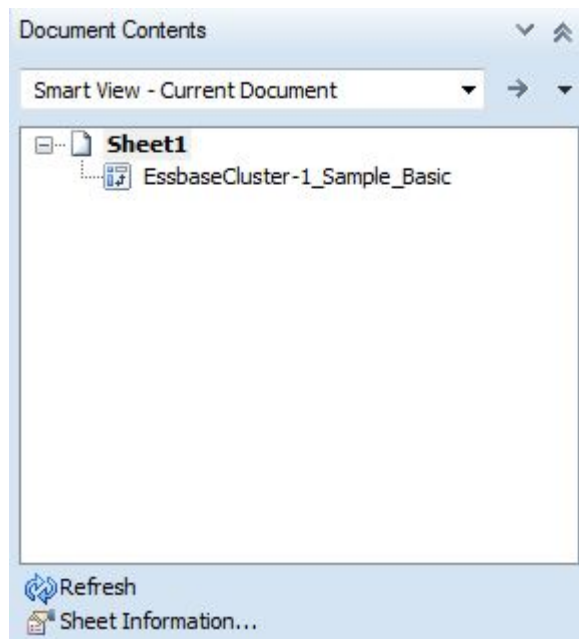 Document Contents
Smart View - Current Document
Sheet1
EssbaseCluster-1_Sample_Basic
Refresh
Sheet Information...